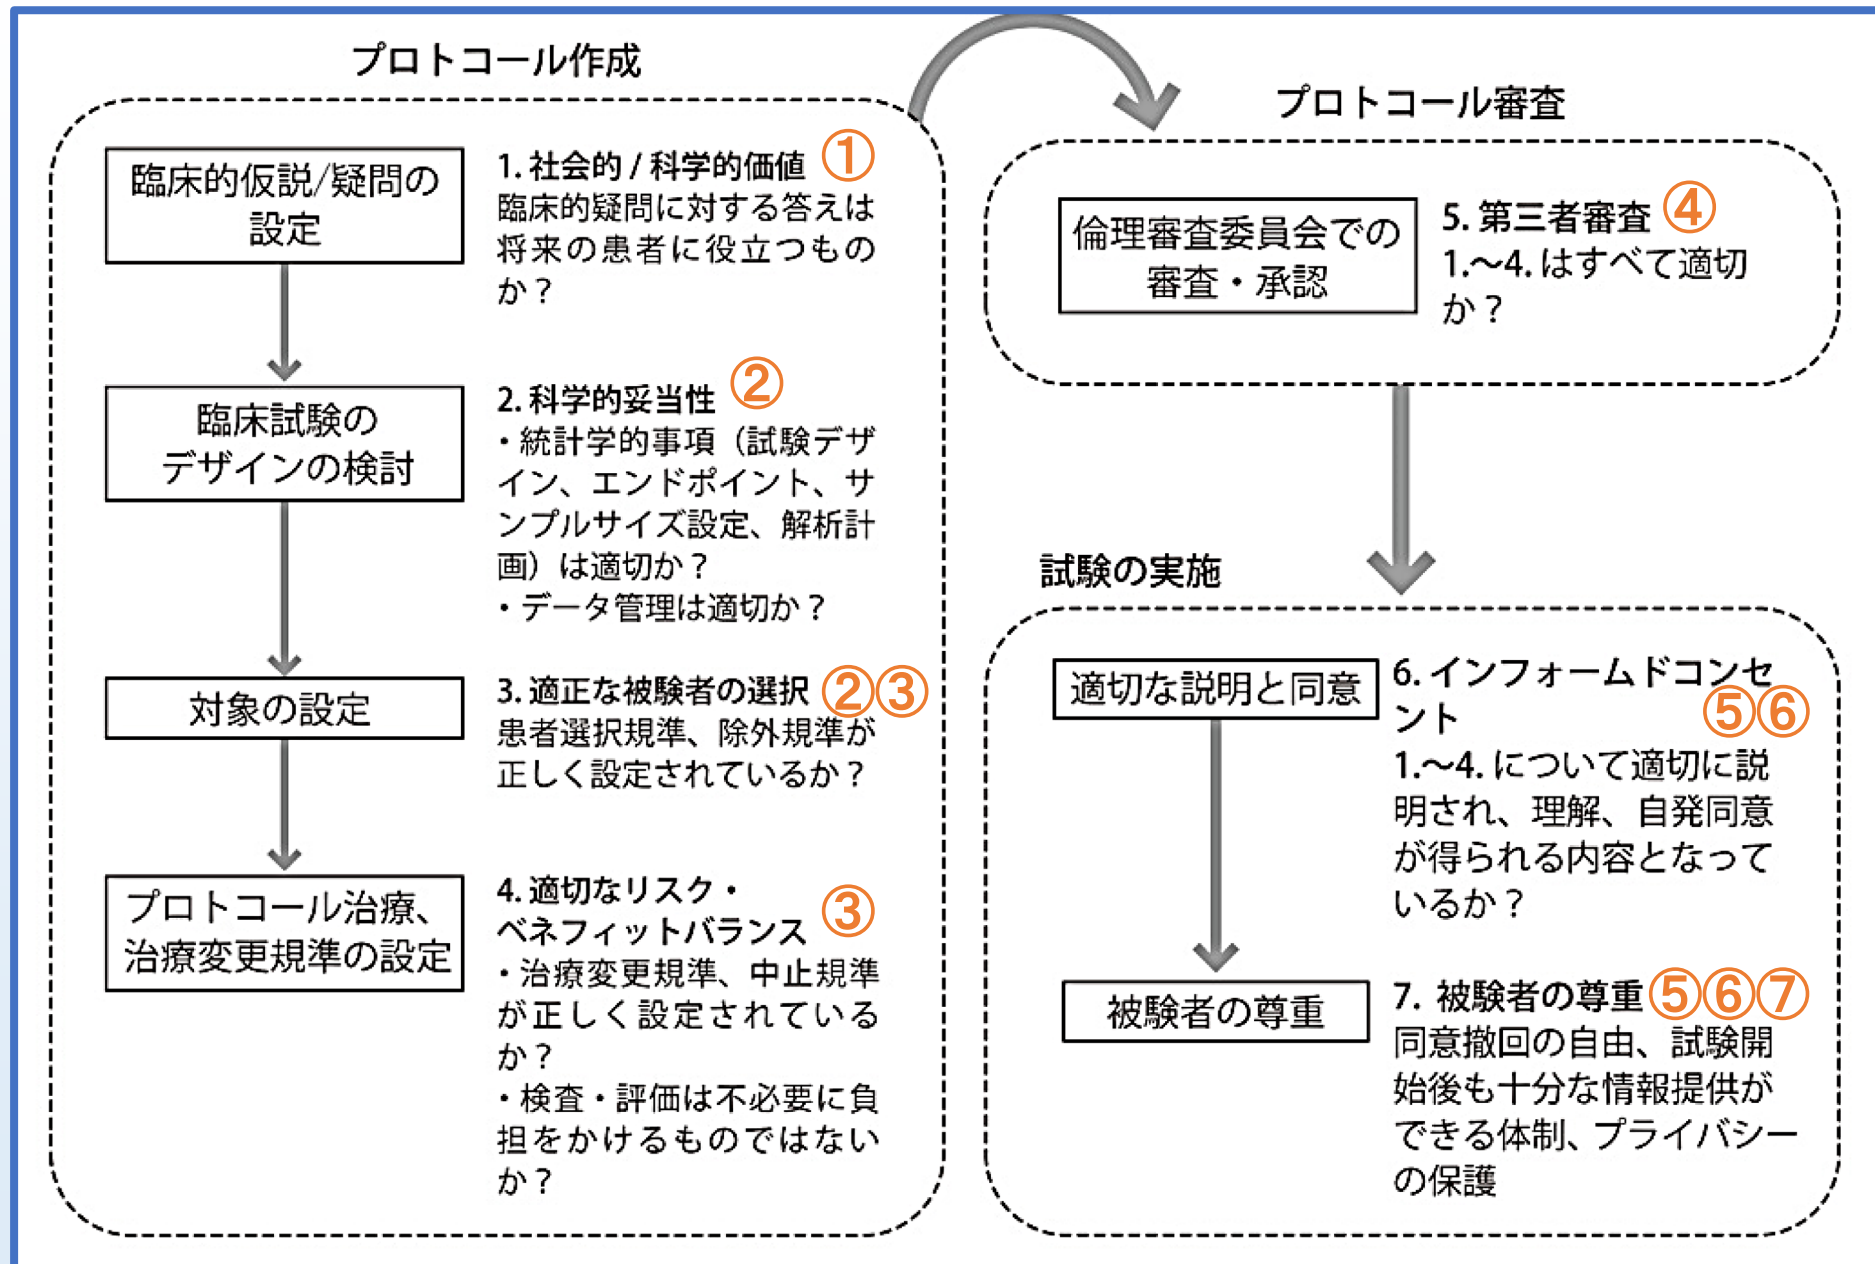 プロトコール作成
臨床的仮説/疑問の
設定
1. 社会的 / 科学的価値 ①
臨床的疑問に対する答えは
将来の患者に役立つもの
か？
臨床試験の
デザインの検討
2. 科学的妥当性 ②
・統計学的事項（試験デザ
イン、エンドポイント、サ
ンプルサイズ設定、解析計
画）は適切か？
・データ管理は適切か？
対象の設定
3. 適正な被験者の選択 ②③
患者選択規準、除外規準が
正しく設定されているか？
プロトコール治療、
治療変更規準の設定
4. 適切なリスク・
ベネフィットバランス ③
・治療変更規準、中止規準
が正しく設定されている
か？
・検査・評価は不必要に負
担をかけるものではない
か？
プロトコール審査
倫理審査委員会での
審査・承認
5. 第三者審査 ④
1.～4. はすべて適切
か？
試験の実施
適切な説明と同意
6. インフォームドコンセ
ント ⑤⑥
1.～4. について適切に説
明され、理解、自発同意
が得られる内容となって
いるか？
被験者の尊重
7. 被験者の尊重 ⑤⑥⑦
同意撤回の自由、試験開
始後も十分な情報提供が
できる体制、プライバシー
の保護